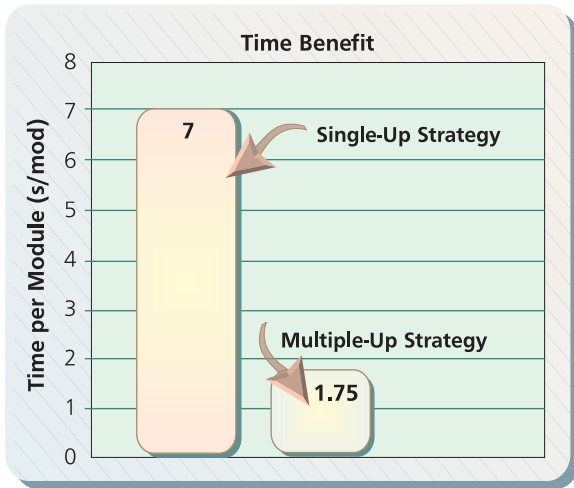 Time Benefit
Time per Module (s/mod)
8
7
6
5
4
3
2
1
0
7
Single-Up Strategy
Multiple-Up Strategy
1.75